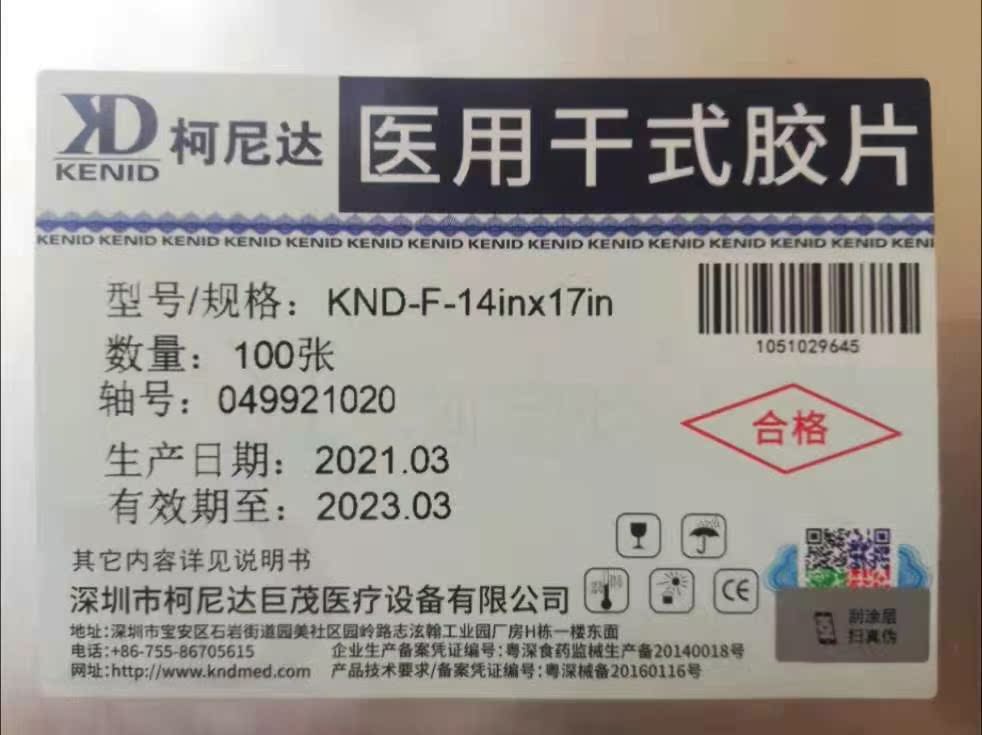 KD
KENID
柯尼达
医用干式胶片
KENID KENID KENID KENID KENID KENID KENID KENID KENID KENID KENID KENID KENID KENID KENI
型号/规格：KND-F-14inx17in
1051029645
数量：100张
轴号：049921020
合格
生产日期：2021.03
有效期至：2023.03
其它内容详见说明书
CE
深圳市柯尼达巨茂医疗设备有限公司
刮涂层
扫真伪
地址：深圳市宝安区石岩街道园美社区园岭路志泫翰工业园厂房H栋一楼东面
电话：+86-755-86705615 企业生产备案凭证编号：粤深食药监械生产备20140018号
网址：http://www.kndmed.com 产品技术要求/备案凭证编号：粤深械备20160116号